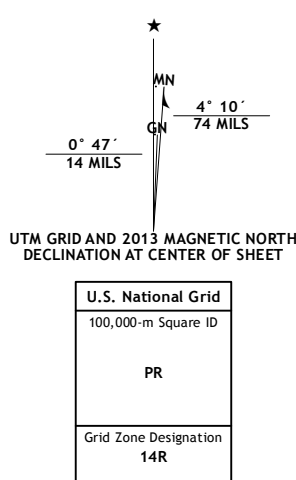 ★
MN
GN
4° 10´
74 MILS
0° 47´
14 MILS
UTM GRID AND 2013 MAGNETIC NORTH
DECLINATION AT CENTER OF SHEET
U.S. National Grid
100,000-m Square ID
PR
Grid Zone Designation
14R